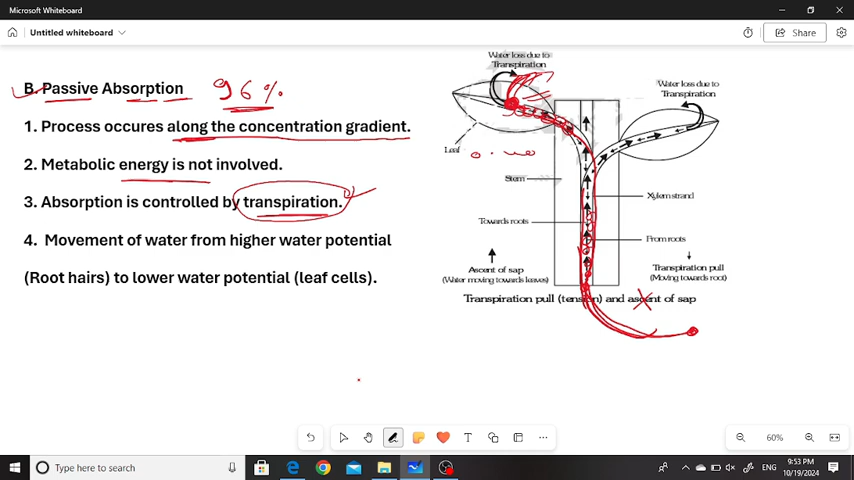 Microsoft Whiteboard
Untitled whiteboard
Share
B. Passive Absorption 96%
1. Process occures along the concentration gradient.
2. Metabolic energy is not involved.
3. Absorption is controlled by transpiration.
4. Movement of water from higher water potential
(Root hairs) to lower water potential (leaf cells).
Water loss due to
Transpiration
Water loss due to
Transpiration
Leaf
Stem
Xylem strand
Towards roots
From roots
Ascent of sap
(Water moving towards leaves)
Transpiration pull
(Moving towards root)
Transpiration pull (tension) and ascent of sap
60%
Type here to search
ENG
9:53 PM
10/19/2024